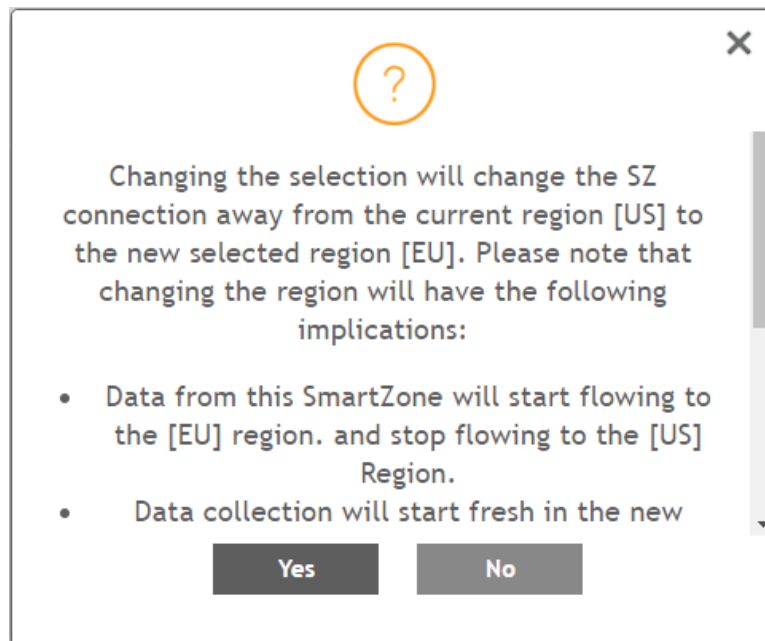 ?
Changing the selection will change the SZ
connection away from the current region [US] to
the new selected region [EU]. Please note that
changing the region will have the following
implications:
• Data from this SmartZone will start flowing to
the [EU] region. and stop flowing to the [US]
Region.
• Data collection will start fresh in the new
Yes No